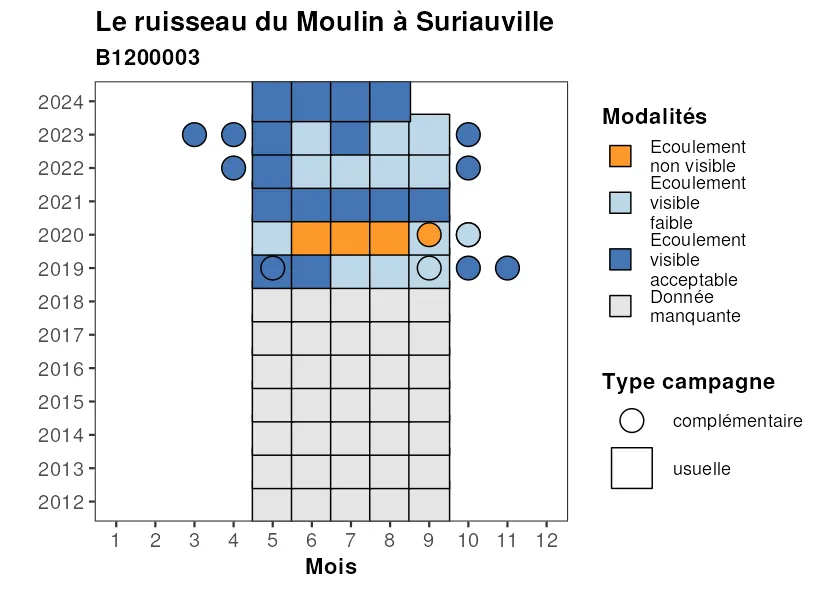 Le ruisseau du Moulin à Suriauville
B1200003
2024
2023
2022
2021
2020
2019
2018
2017
2016
2015
2014
2013
2012
1 2 3 4 5 6 7 8 9 10 11 12
Mois
Modalités
Ecoulement
non visible
Ecoulement
visible
faible
Ecoulement
visible
acceptable
Donnée
manquante
Type campagne
complémentaire
usuelle